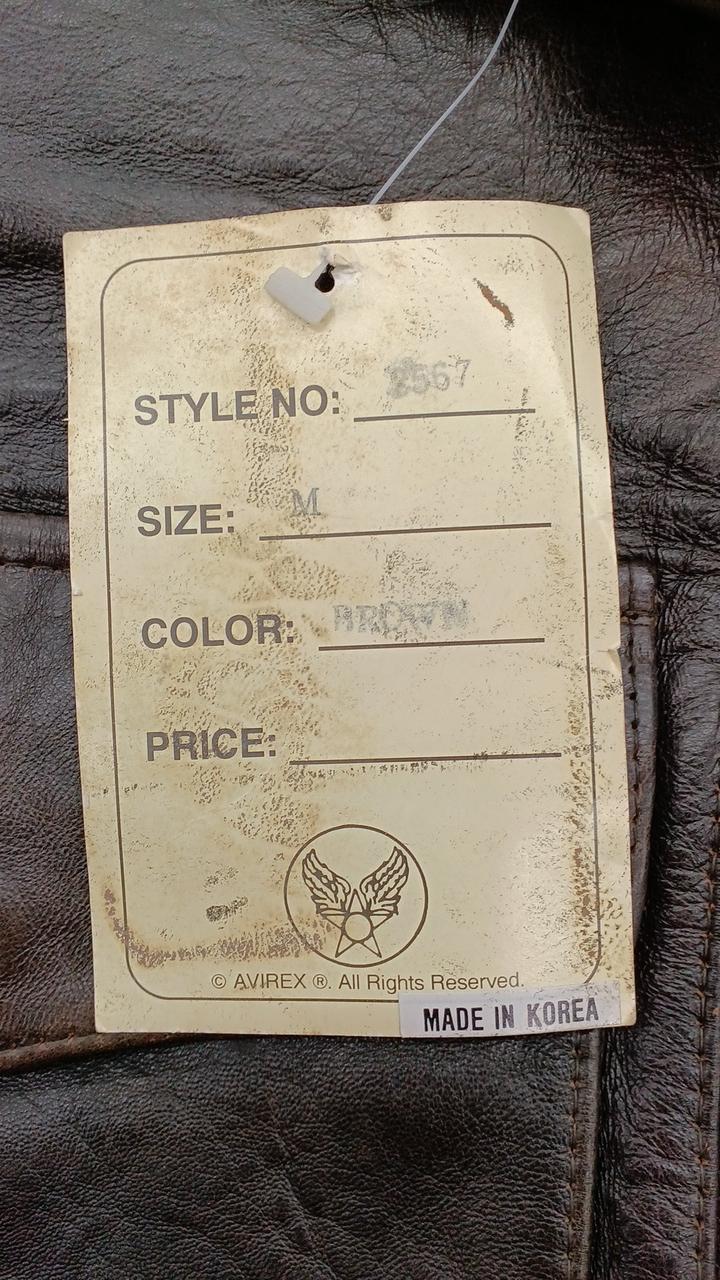 STYLE NO: 2567
SIZE: M
COLOR: BROWN
PRICE:
© AVIREX ®. All Rights Reserved.
MADE IN KOREA